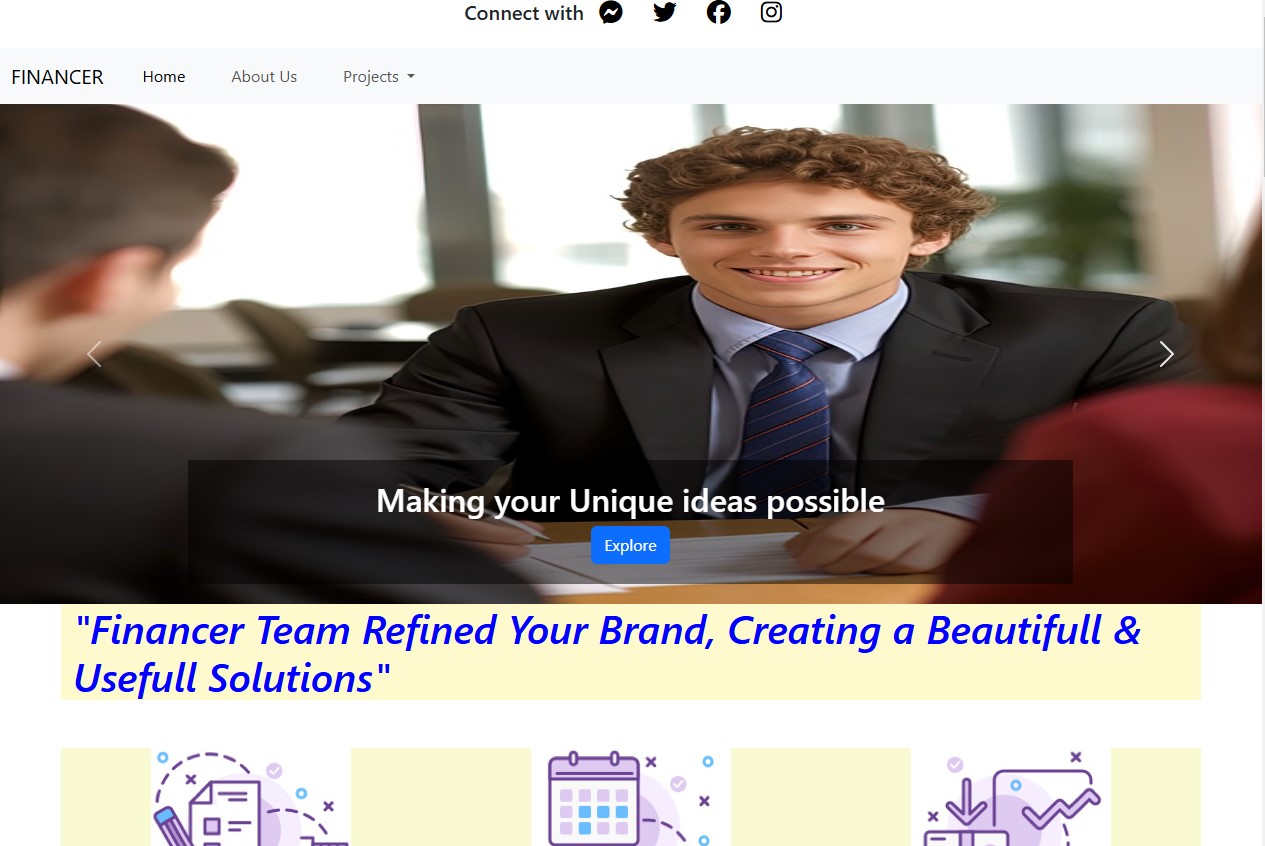 Connect with
FINANCER Home About Us Projects
Making your Unique ideas possible
Explore
"Financer Team Refined Your Brand, Creating a Beautifull &
Usefull Solutions"